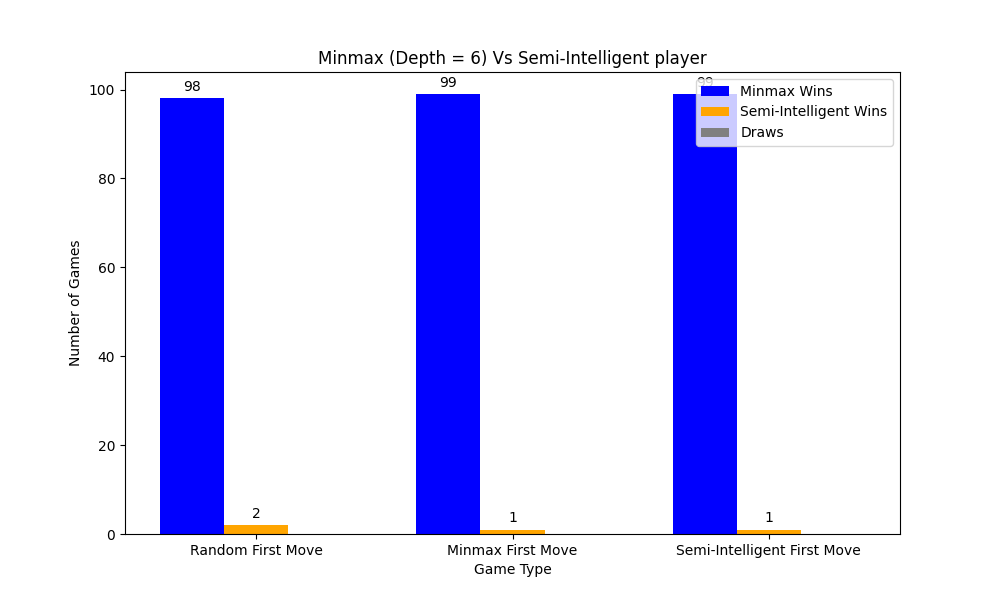 Minmax (Depth = 6) Vs Semi-Intelligent player
98
99
99
Minmax Wins
Semi-Intelligent Wins
Draws
100
80
60
40
20
0
Number of Games
2
1
1
Random First Move
Minmax First Move
Semi-Intelligent First Move
Game Type